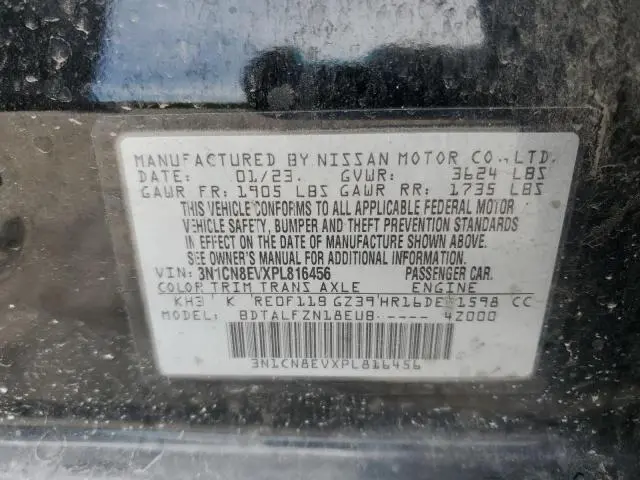 MANUFACTURED BY NISSAN MOTOR CO., LTD.
DATE: 01/23. GVWR: 3624 LBS
GAWR FR: 1905 LBS GAWR RR: 1735 LBS
THIS VEHICLE CONFORMS TO ALL APPLICABLE FEDERAL MOTOR
VEHICLE SAFETY, BUMPER AND THEFT PREVENTION STANDARDS
IN EFFECT ON THE DATE OF MANUFACTURE SHOWN ABOVE.
SEE OWNER'S MANUAL FOR ADDITIONAL INFORMATION.
VIN: 3N1CN8EVXPL816456 PASSENGER CAR.
COLOR TRIM TRANS AXLE ENGINE
KH3 K RE0F11B GZ39 HR16DE 1598 CC
BDTALFZN18EUB ---- 42000
3N1CN8EVXPL816456